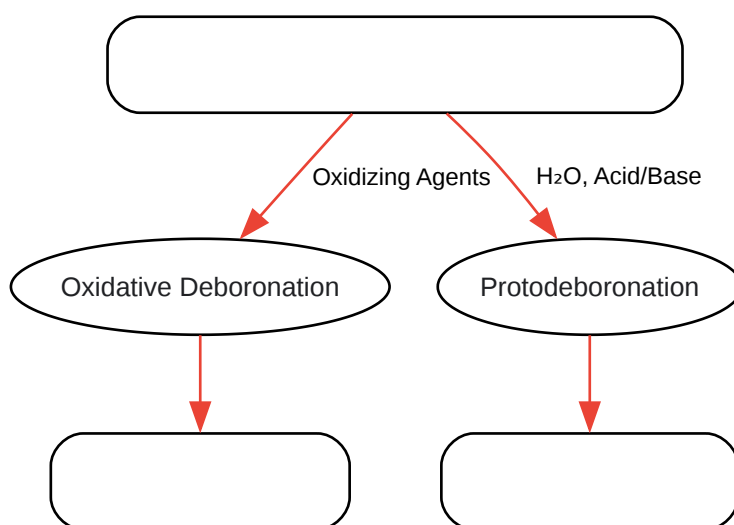 Oxidizing Agents
H₂O, Acid/Base
Oxidative Deboronation
Protodeboronation